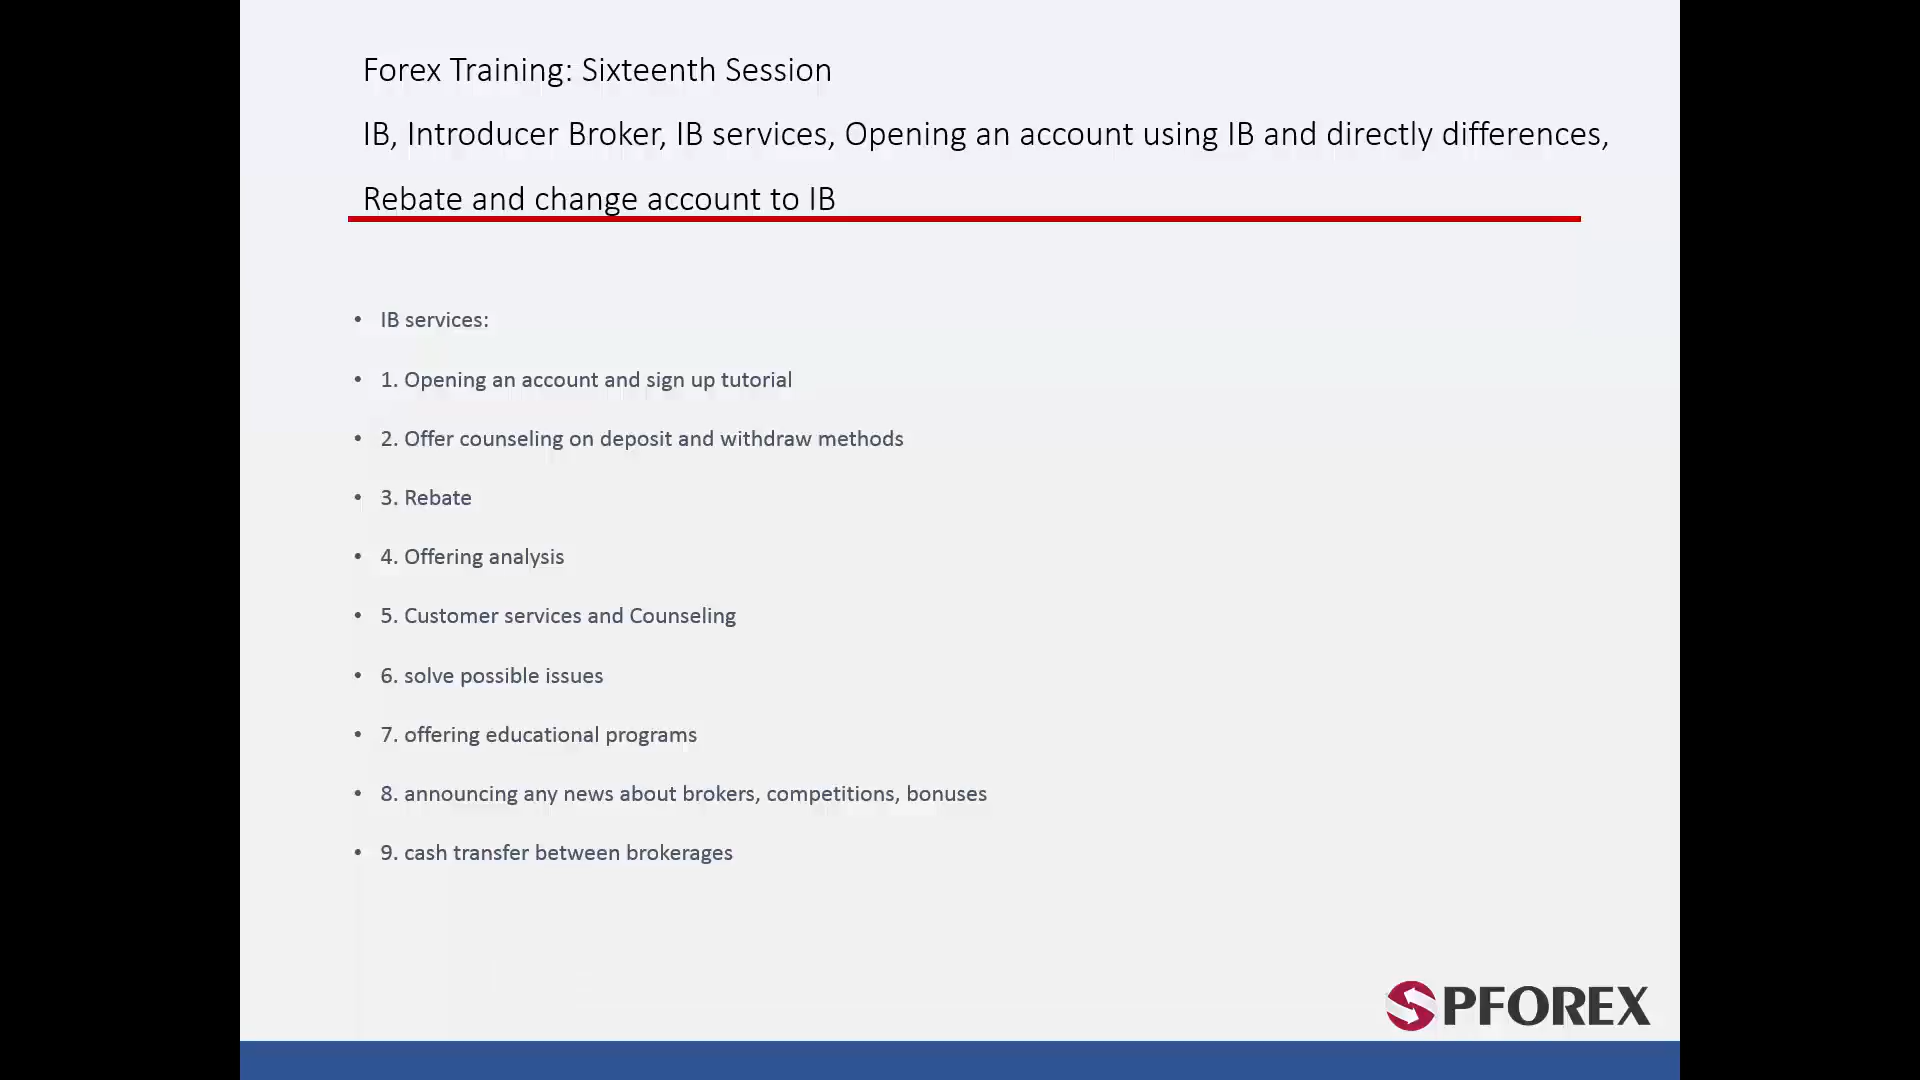 Forex Training: Sixteenth Session
IB, Introducer Broker, IB services, Opening an account using IB and directly differences,
Rebate and change account to IB
• IB services:
• 1. Opening an account and sign up tutorial
• 2. Offer counseling on deposit and withdraw methods
• 3. Rebate
• 4. Offering analysis
• 5. Customer services and Counseling
• 6. solve possible issues
• 7. offering educational programs
• 8. announcing any news about brokers, competitions, bonuses
• 9. cash transfer between brokerages
SPFOREX